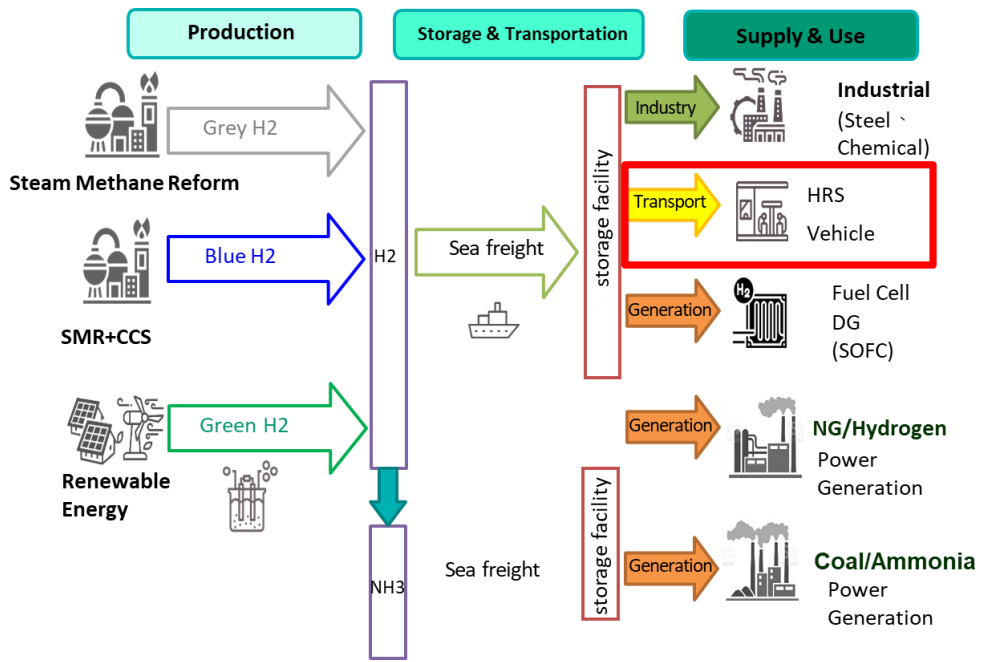 Production
Storage & Transportation
Supply & Use
Grey H2
Steam Methane Reform
Blue H2
SMR+CCS
Green H2
Renewable
Energy
H2
NH3
Sea freight
Sea freight
storage facility
storage facility
Industry
Industrial
(Steel、
Chemical)
Transport
HRS
Vehicle
Generation
H2
Fuel Cell
DG
(SOFC)
Generation
NG/Hydrogen
Power
Generation
Generation
Coal/Ammonia
Power
Generation